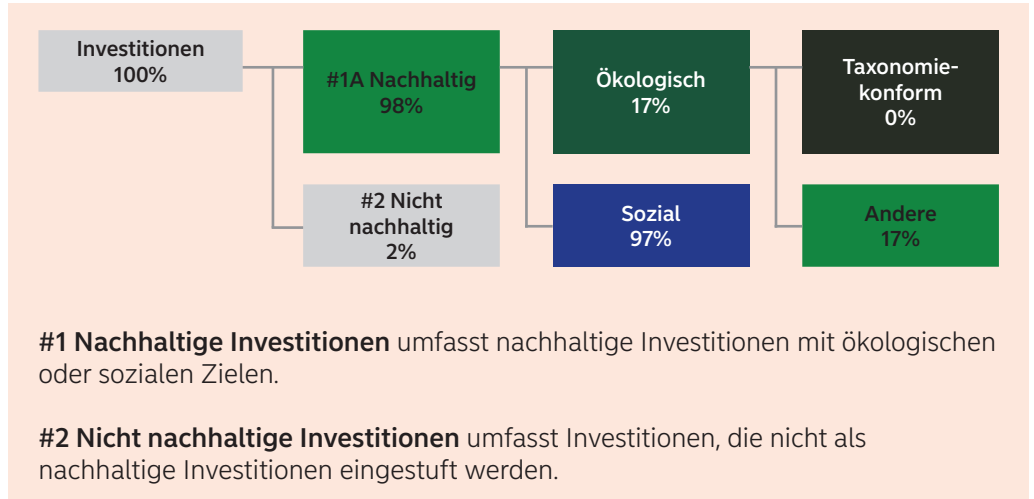 Investitionen
100%
#1A Nachhaltig
98%
Ökologisch
17%
Taxonomie-
konform
0%
#2 Nicht
nachhaltig
2%
Sozial
97%
Andere
17%
#1 Nachhaltige Investitionen umfasst nachhaltige Investitionen mit ökologischen
oder sozialen Zielen.
#2 Nicht nachhaltige Investitionen umfasst Investitionen, die nicht als
nachhaltige Investitionen eingestuft werden.